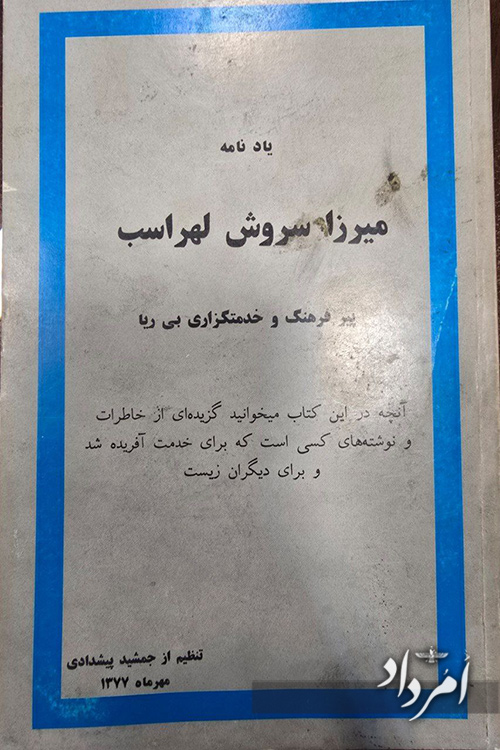 یاد نامه
میرزا سروش لهراسب
پیر فرهنگ و خدمتگزاری بی ریا
آنچه در این کتاب میخوانید گزیده‌ای از خاطرات
و نوشته‌های کسی است که برای خدمت آفریده شد
و برای دیگران زیست
تنظیم از جمشید پیشدادی
مهرماه ۱۳۷۷
اَمُرداد